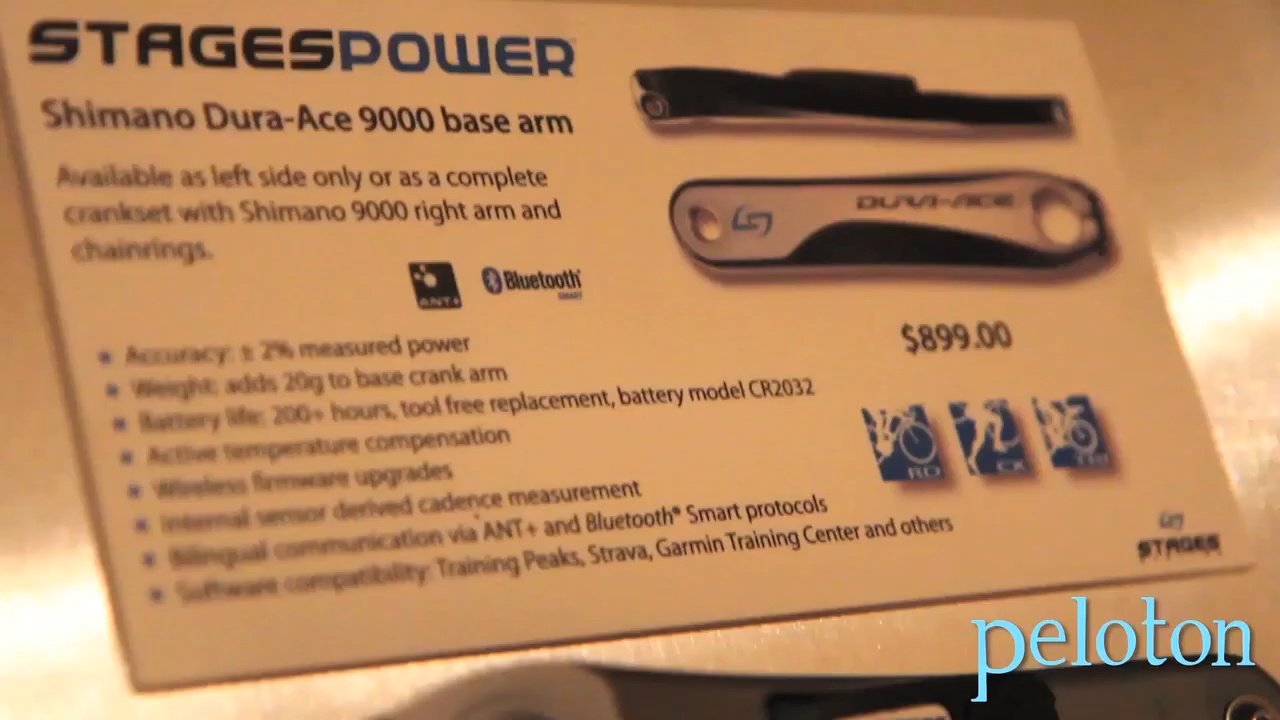 STAGESPOWER
Shimano Dura-Ace 9000 base arm
Available as left side only or as a complete
crankset with Shimano 9000 right arm and
chainrings.
ANT+
Bluetooth
SMART
DURA-ACE
$899.00
• Accuracy: ± 2% measured power
• Weight: adds 20g to base crank arm
• Battery life: 200+ hours, tool free replacement, battery model CR2032
• Active temperature compensation
• Wireless firmware upgrades
• Internal sensor derived cadence measurement
• Bilingual communication via ANT+ and Bluetooth® Smart protocols
• Software compatibility: Training Peaks, Strava, Garmin Training Center and others
RD
CX
STAGES
peloton